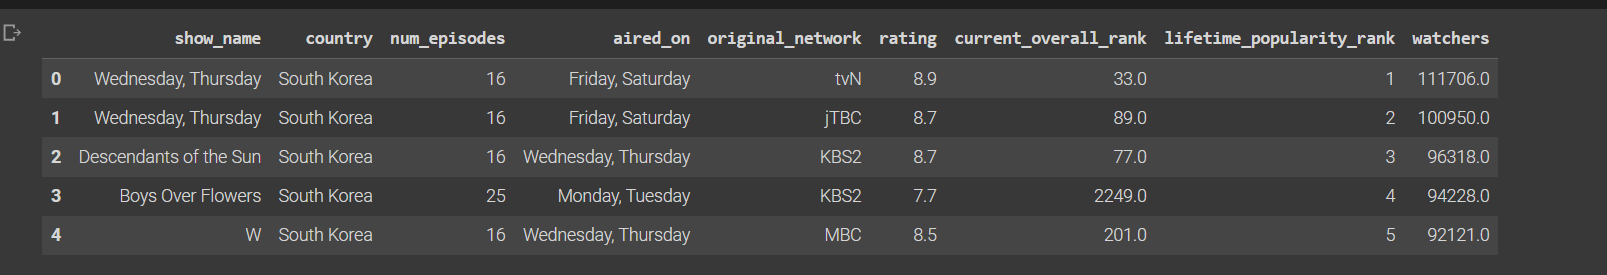 show_name country num_episodes aired_on original_network rating current_overall_rank lifetime_popularity_rank watchers
0 Wednesday, Thursday South Korea 16 Friday, Saturday tvN 8.9 33.0 1 111706.0
1 Wednesday, Thursday South Korea 16 Friday, Saturday jTBC 8.7 89.0 2 100950.0
2 Descendants of the Sun South Korea 16 Wednesday, Thursday KBS2 8.7 77.0 3 96318.0
3 Boys Over Flowers South Korea 25 Monday, Tuesday KBS2 7.7 2249.0 4 94228.0
4 W South Korea 16 Wednesday, Thursday MBC 8.5 201.0 5 92121.0